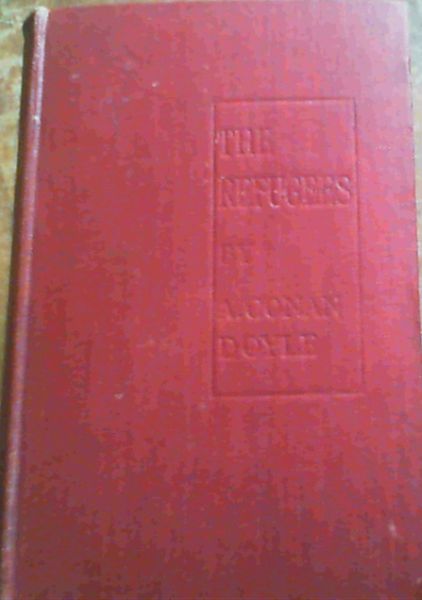 THE
REFUGEES
BY
A. CONAN
DOYLE